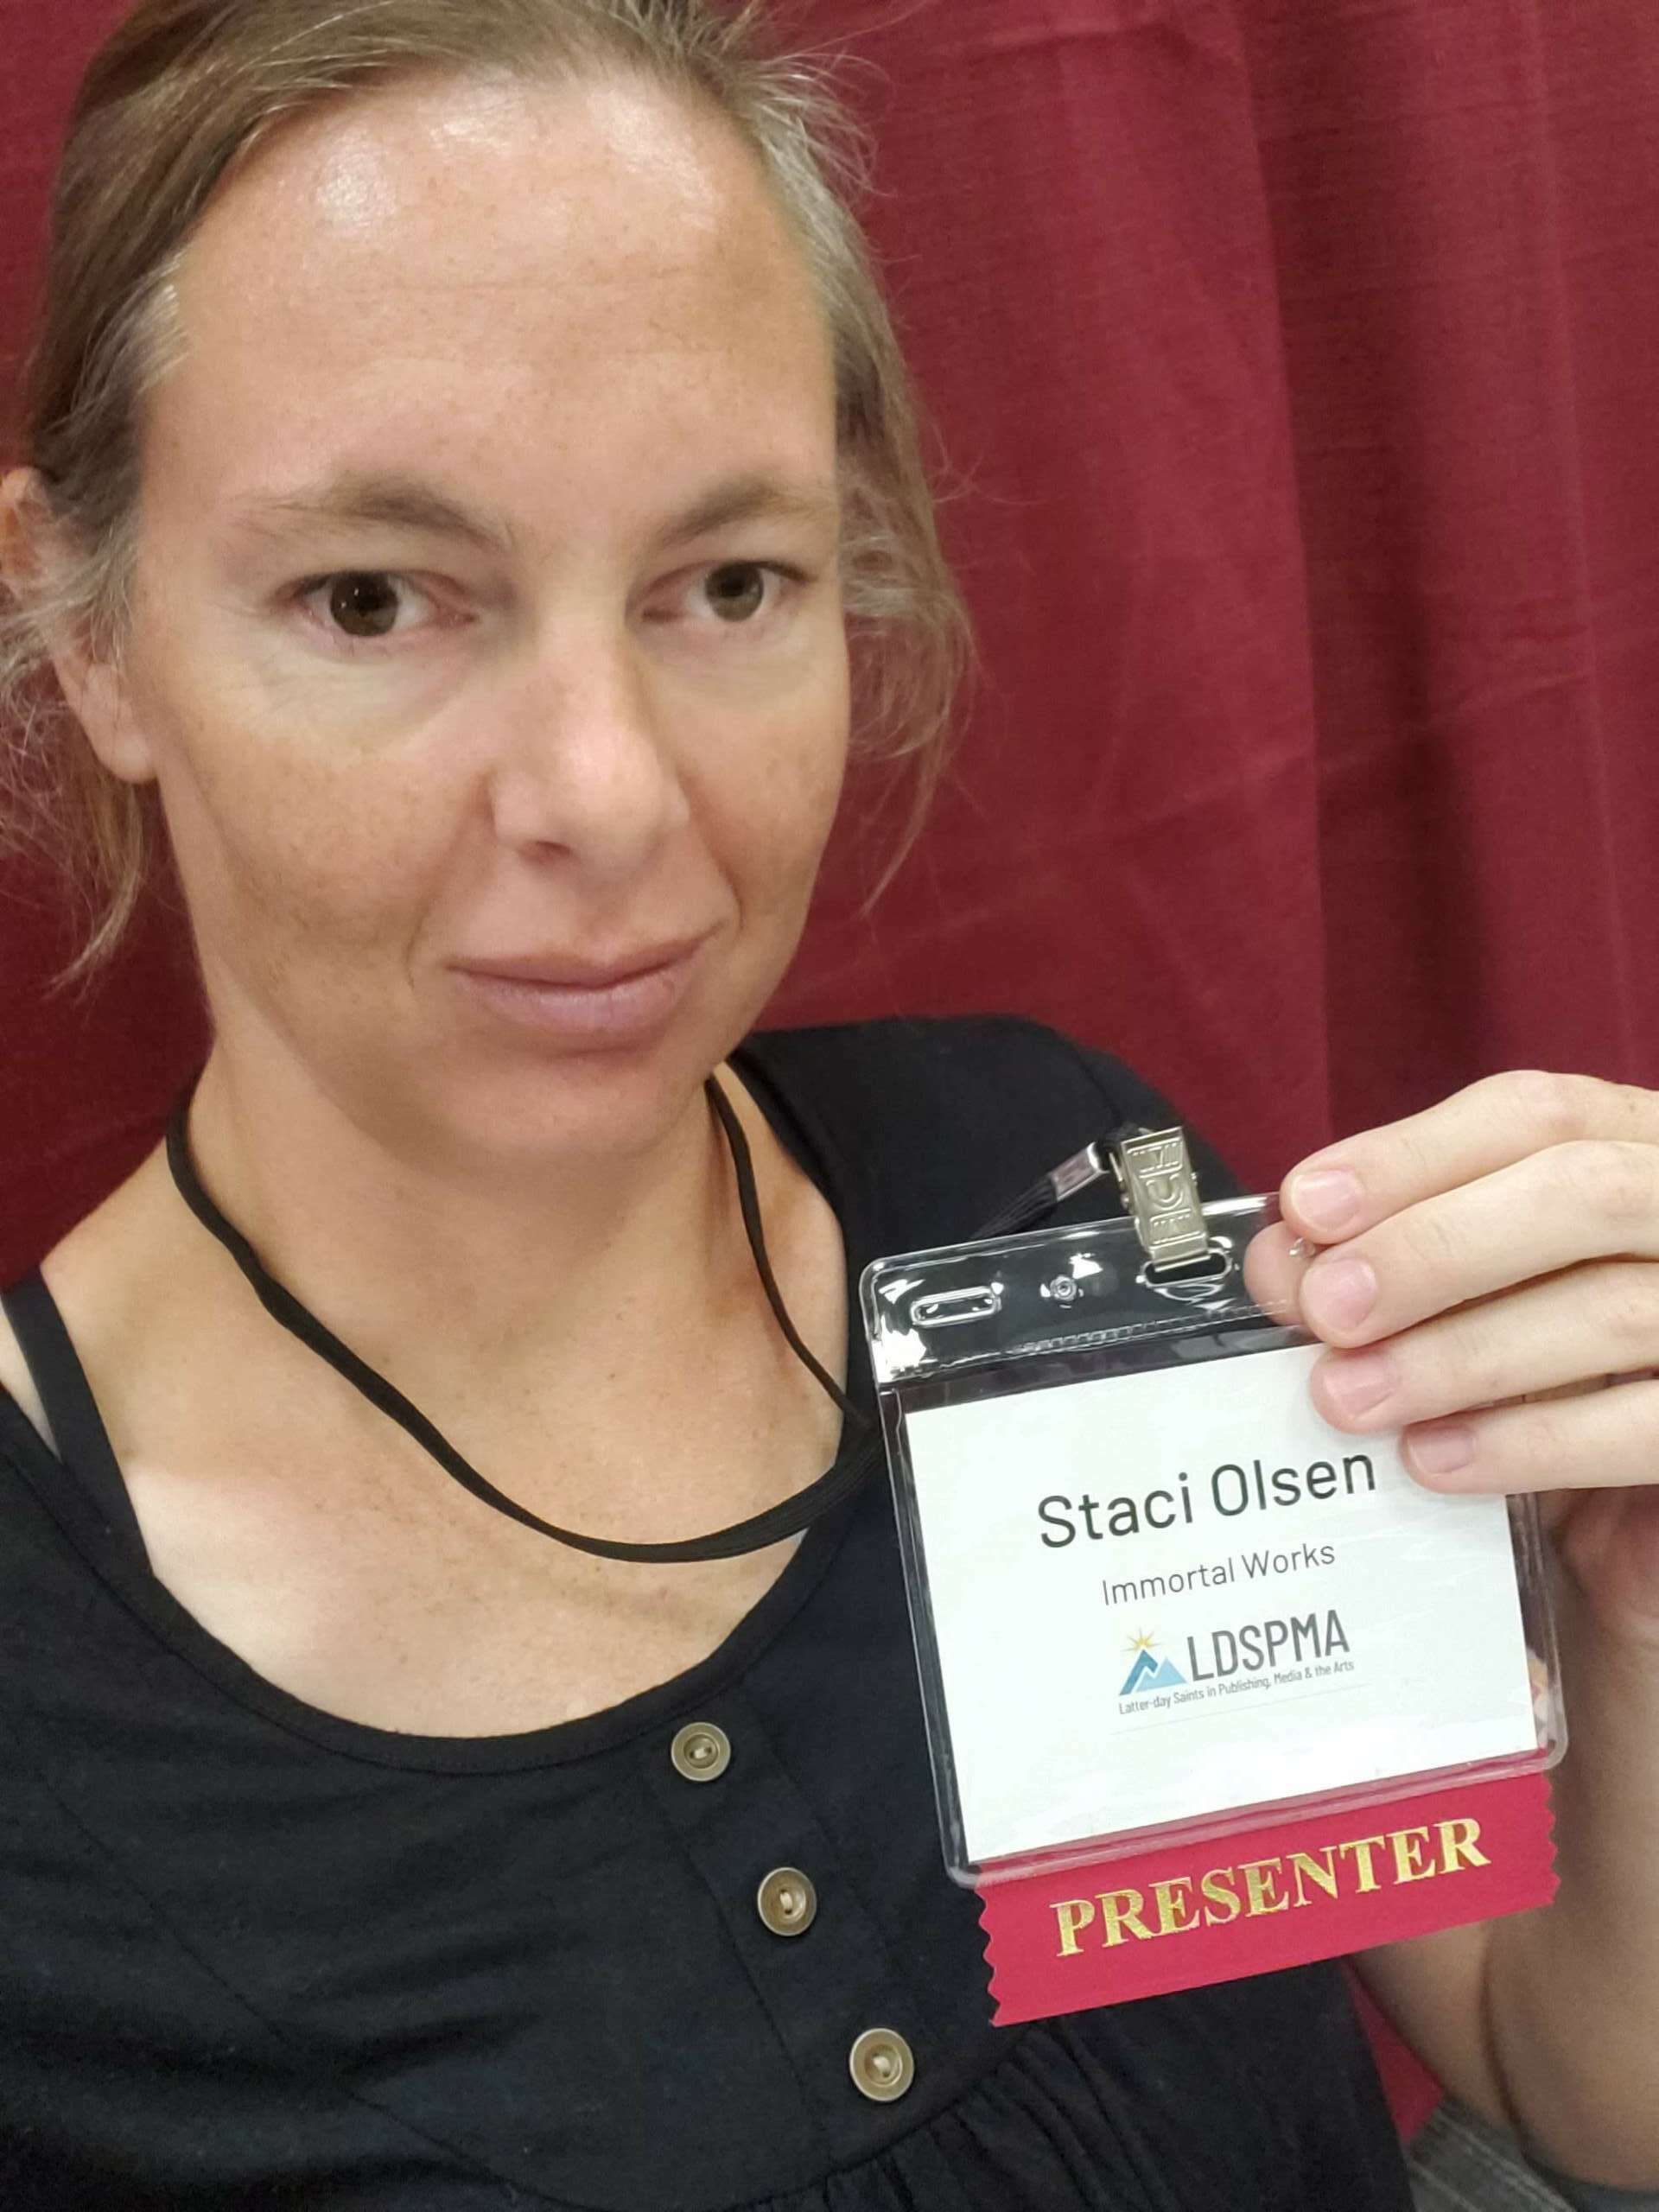 Staci Olsen
Immortal Works
LDSPMA
Latter-day Saints in Publishing, Media & the Arts
PRESENTER